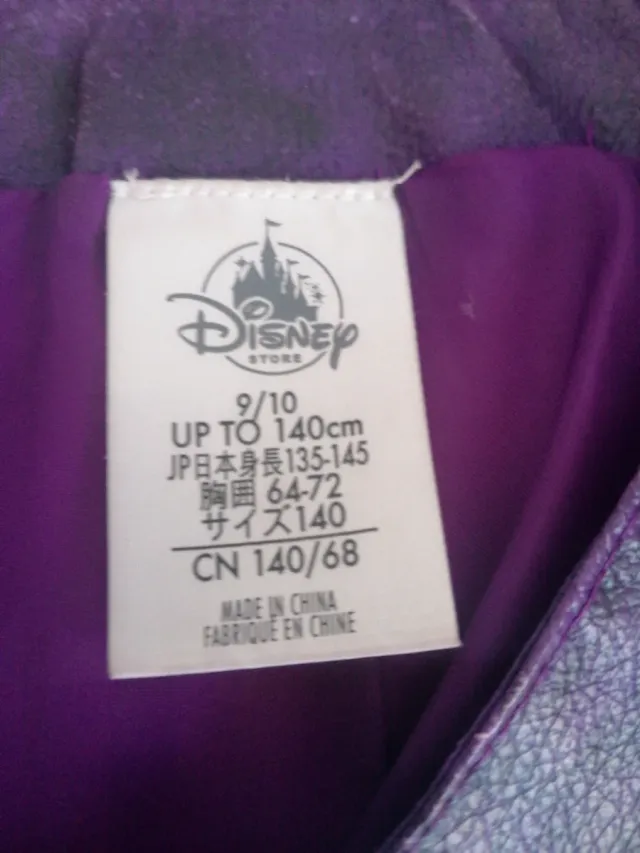 Disney
STORE
9/10
UP TO 140cm
JP日本身長135-145
胸囲 64-72
サイズ140
CN 140/68
MADE IN CHINA
FABRIQUÉ EN CHINE